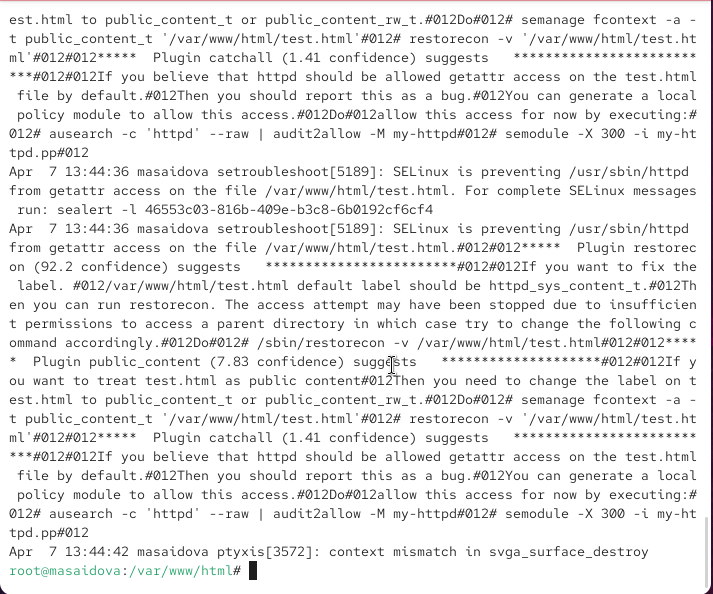 est.html to public_content_t or public_content_rw_t.#012Do#012# semanage fcontext -a -
t public_content_t '/var/www/html/test.html'#012# restorecon -v '/var/www/html/test.ht
ml'#012#012*****  Plugin catchall (1.41 confidence) suggests   ***********************
***#012#012If you believe that httpd should be allowed getattr access on the test.html
 file by default.#012Then you should report this as a bug.#012You can generate a local
 policy module to allow this access.#012Do#012allow this access for now by executing:#
012# ausearch -c 'httpd' --raw | audit2allow -M my-httpd#012# semodule -X 300 -i my-ht
tpd.pp#012
Apr  7 13:44:36 masaidova setroubleshoot[5189]: SELinux is preventing /usr/sbin/httpd 
from getattr access on the file /var/www/html/test.html. For complete SELinux messages
 run: sealert -l 46553c03-816b-409e-b3c8-6b0192cf6cf4
Apr  7 13:44:36 masaidova setroubleshoot[5189]: SELinux is preventing /usr/sbin/httpd 
from getattr access on the file /var/www/html/test.html.#012#012*****  Plugin restorec
on (92.2 confidence) suggests   ************************#012#012If you want to fix the
 label. #012/var/www/html/test.html default label should be httpd_sys_content_t.#012Th
en you can run restorecon. The access attempt may have been stopped due to insufficien
t permissions to access a parent directory in which case try to change the following c
ommand accordingly.#012Do#012# /sbin/restorecon -v /var/www/html/test.html#012#012****
*  Plugin public_content (7.83 confidence) suggests   ********************#012#012If y
ou want to treat test.html as public content#012Then you need to change the label on t
est.html to public_content_t or public_content_rw_t.#012Do#012# semanage fcontext -a -
t public_content_t '/var/www/html/test.html'#012# restorecon -v '/var/www/html/test.ht
ml'#012#012*****  Plugin catchall (1.41 confidence) suggests   ***********************
***#012#012If you believe that httpd should be allowed getattr access on the test.html
 file by default.#012Then you should report this as a bug.#012You can generate a local
 policy module to allow this access.#012Do#012allow this access for now by executing:#
012# ausearch -c 'httpd' --raw | audit2allow -M my-httpd#012# semodule -X 300 -i my-ht
tpd.pp#012
Apr  7 13:44:42 masaidova ptyxis[3572]: context mismatch in svga_surface_destroy
root@masaidova:/var/www/html#